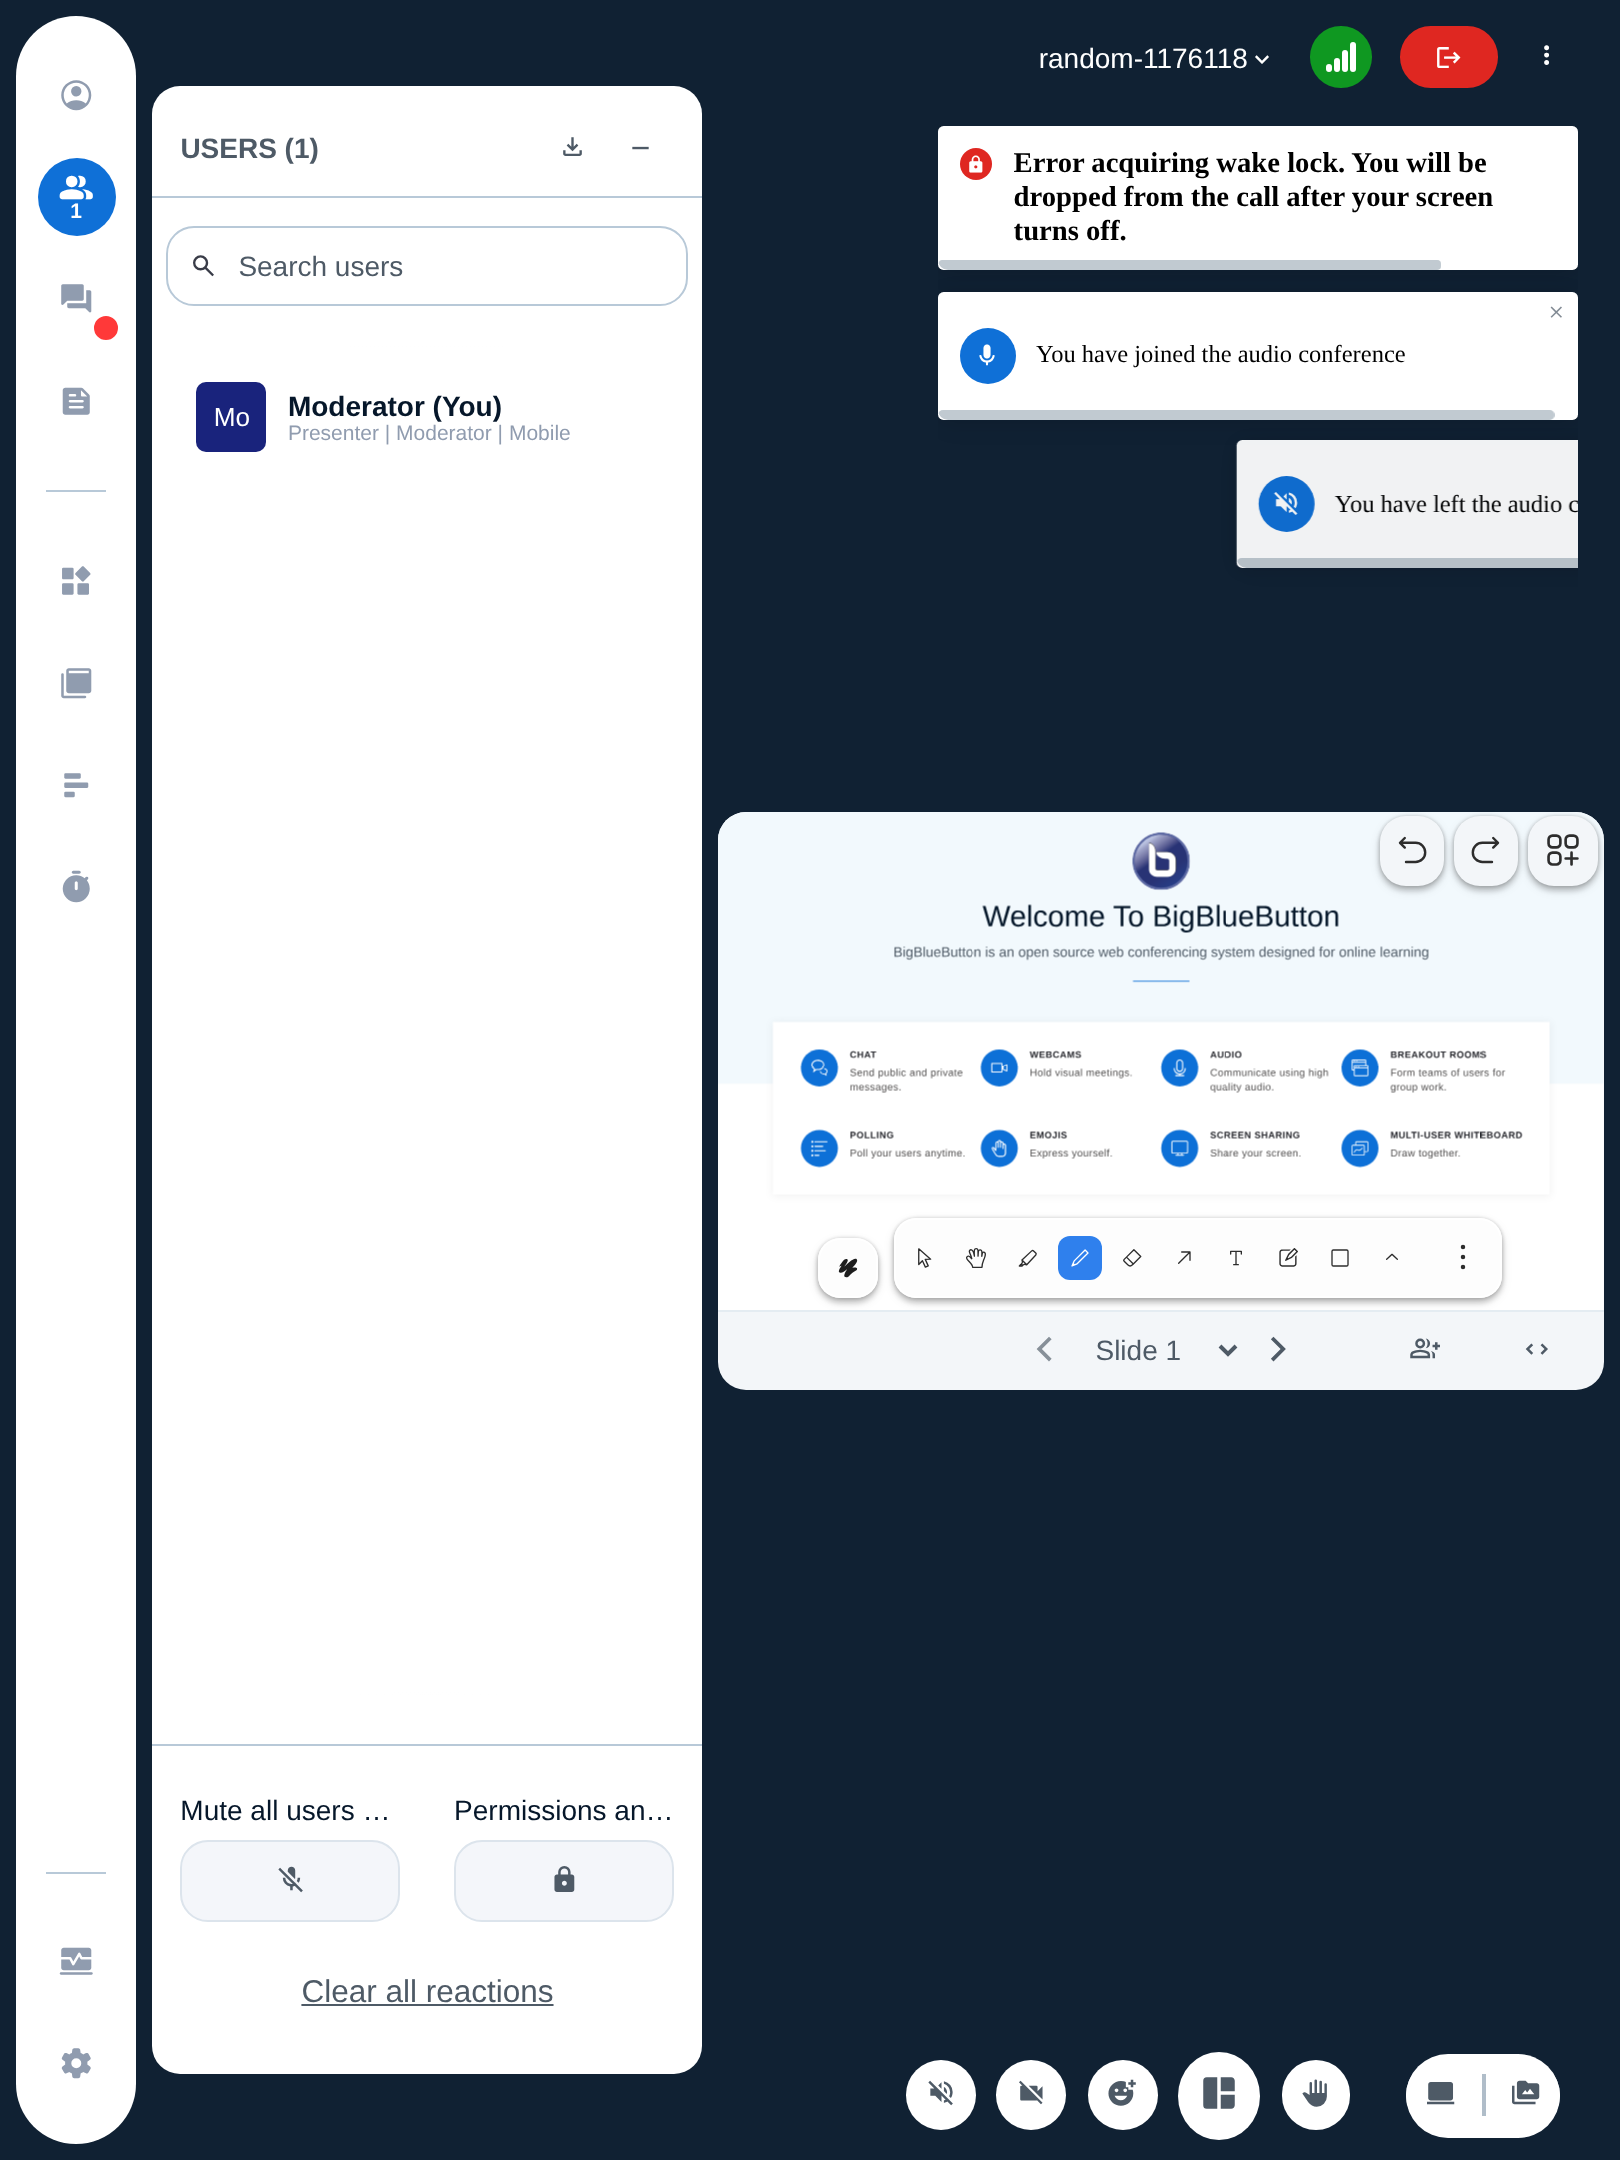 random-1176118
USERS (1)
1
Search users
Mo
Moderator (You)
Presenter | Moderator | Mobile
Error acquiring wake lock. You will be
dropped from the call after your screen
turns off.
You have joined the audio conference
You have left the audio c
Welcome To BigBlueButton
BigBlueButton is an open source web conferencing system designed for online learning
CHAT
Send public and private
messages.
WEBCAMS
Hold visual meetings.
AUDIO
Communicate using high
quality audio.
BREAKOUT ROOMS
Form teams of users for
group work.
POLLING
Poll your users anytime.
EMOJIS
Express yourself.
SCREEN SHARING
Share your screen.
MULTI-USER WHITEBOARD
Draw together.
Slide 1
Mute all users …
Permissions an…
Clear all reactions